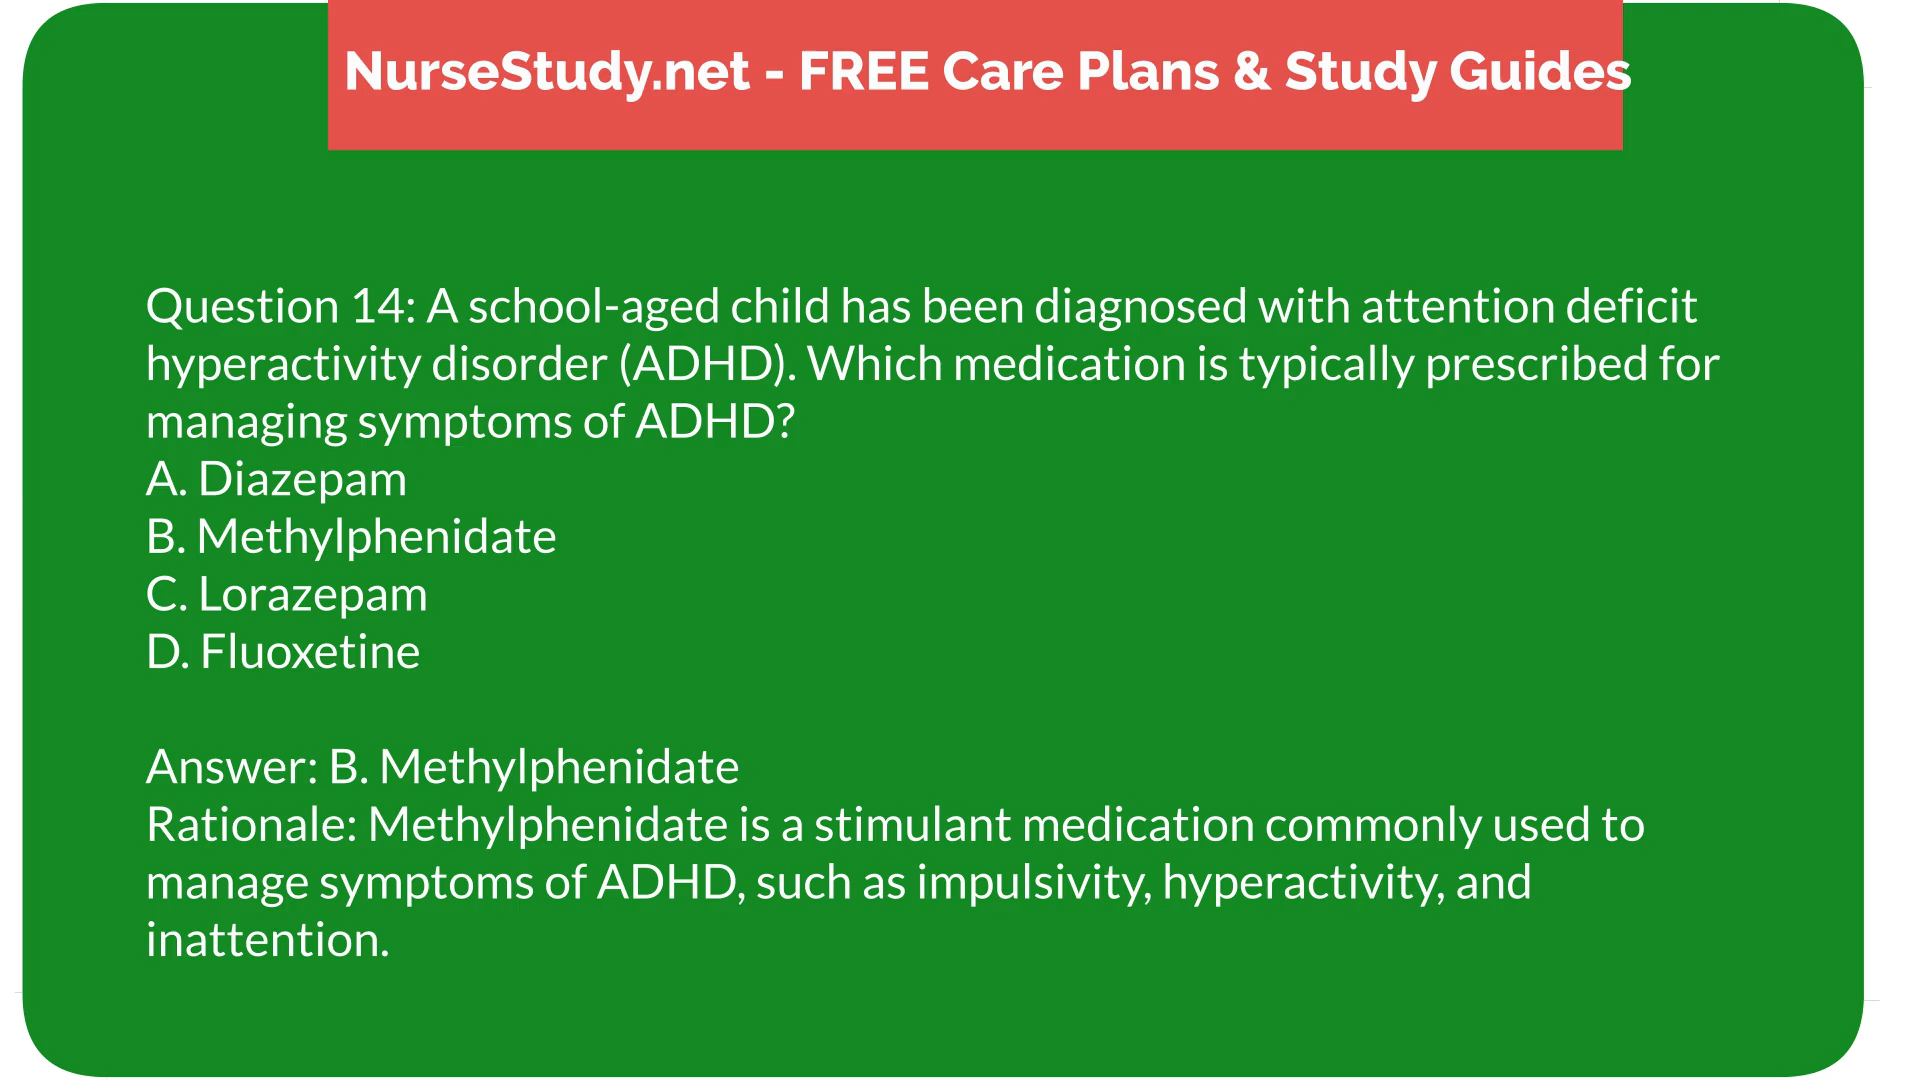 NurseStudy.net - FREE Care Plans & Study Guides
Question 14: A school-aged child has been diagnosed with attention deficit
hyperactivity disorder (ADHD). Which medication is typically prescribed for
managing symptoms of ADHD?
A. Diazepam
B. Methylphenidate
C. Lorazepam
D. Fluoxetine
Answer: B. Methylphenidate
Rationale: Methylphenidate is a stimulant medication commonly used to
manage symptoms of ADHD, such as impulsivity, hyperactivity, and
inattention.